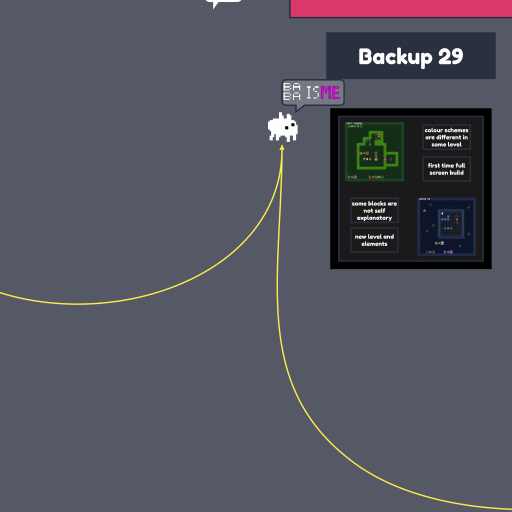 Backup 29
BA
BA IS ME
colour schemes
are different in
some level
first time full
screen build
some blocks are
not self
explanatory
new level and
elements